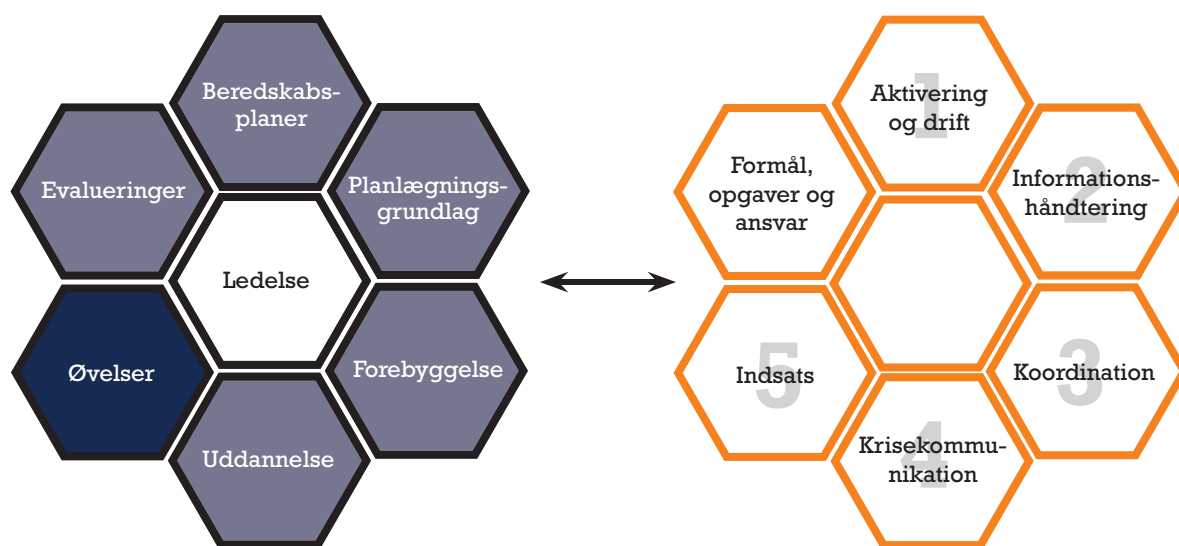 Beredskabs-
planer
Evalueringer
Planlægnings-
grundlag
Ledelse
Øvelser
Forebyggelse
Uddannelse
1
Aktivering
og drift
Formål,
opgaver og
ansvar
2
Informations-
håndtering
5
Indsats
3
Koordination
4
Krisekommu-
nikation